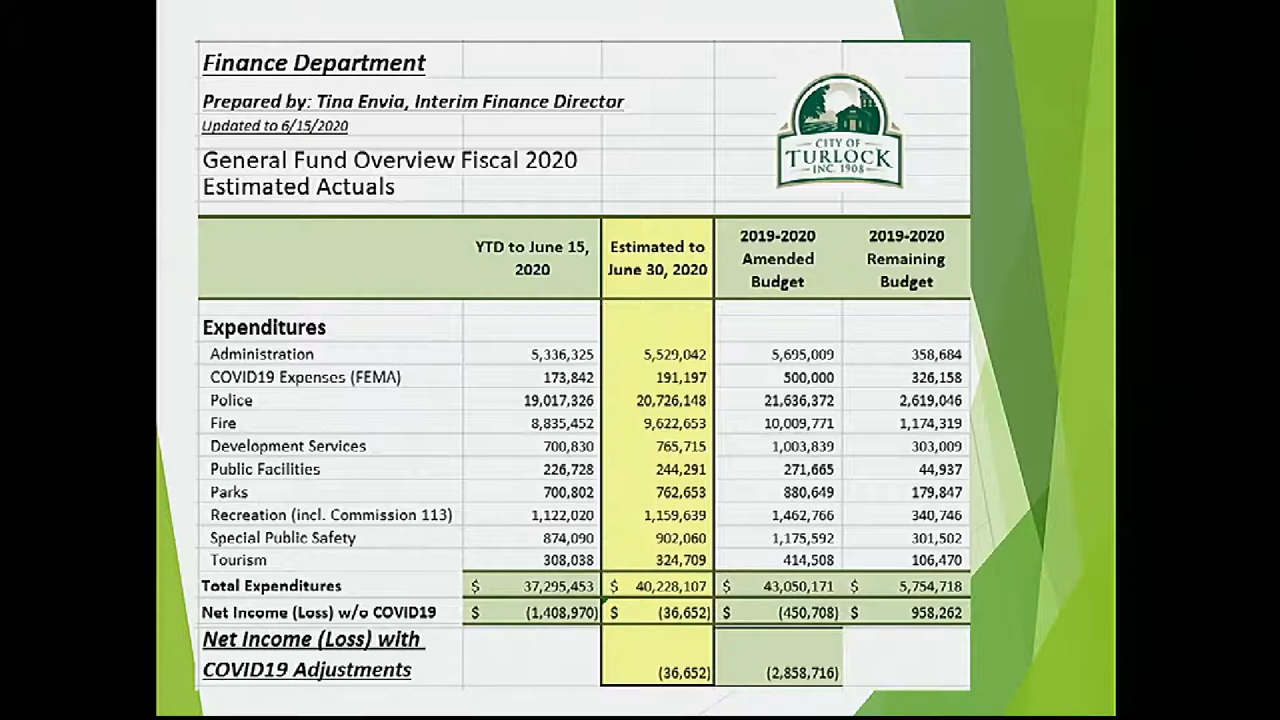 Finance Department
Prepared by: Tina Envia, Interim Finance Director
Updated to 6/15/2020
General Fund Overview Fiscal 2020
Estimated Actuals
CITY OF
TURLOCK
INC. 1908
YTD to June 15, 2020 Estimated to June 30, 2020 2019-2020 Amended Budget 2019-2020 Remaining Budget
Expenditures
Administration 5,336,325 5,529,042 5,695,009 358,684
COVID19 Expenses (FEMA) 173,842 191,197 500,000 326,158
Police 19,017,326 20,726,148 21,636,372 2,619,046
Fire 8,835,452 9,622,653 10,009,771 1,174,319
Development Services 700,830 765,715 1,003,839 303,009
Public Facilities 226,728 244,291 271,665 44,937
Parks 700,802 762,653 880,649 179,847
Recreation (incl. Commission 113) 1,122,020 1,159,639 1,462,766 340,746
Special Public Safety 874,090 902,060 1,175,592 301,502
Tourism 308,038 324,709 414,508 106,470
Total Expenditures $ 37,295,453 $ 40,228,107 $ 43,050,171 $ 5,754,718
Net Income (Loss) w/o COVID19 $ (1,408,970) $ (36,652) $ (450,708) $ 958,262
Net Income (Loss) with
COVID19 Adjustments (36,652) (2,858,716)